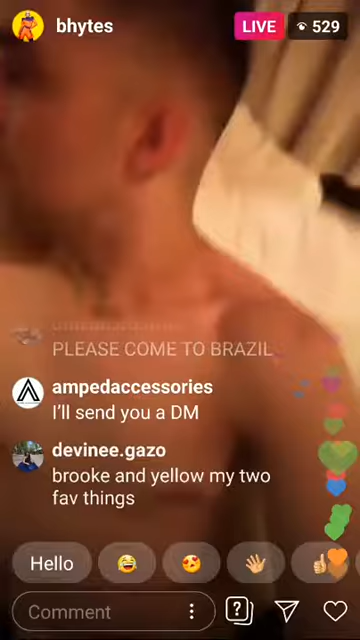 bhytes
LIVE
529
PLEASE COME TO BRAZIL
ampedaccessories
I'll send you a DM
devinee.gazo
brooke and yellow my two
fav things
Hello
Comment
?